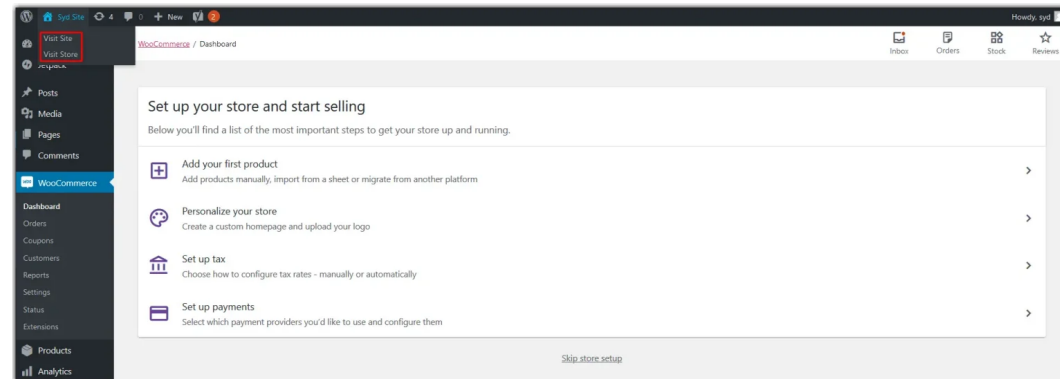 Syd Site 4 0 + New 2 Howdy, syd
Visit Site
Visit Store
Jetpack
Posts
Media
Pages
Comments
WooCommerce
Dashboard
Orders
Coupons
Customers
Reports
Settings
Status
Extensions
Products
Analytics
WooCommerce / Dashboard
Inbox
Orders
Stock
Reviews
Set up your store and start selling
Below you'll find a list of the most important steps to get your store up and running.
Add your first product
Add products manually, import from a sheet or migrate from another platform
Personalize your store
Create a custom homepage and upload your logo
Set up tax
Choose how to configure tax rates - manually or automatically
Set up payments
Select which payment providers you'd like to use and configure them
Skip store setup